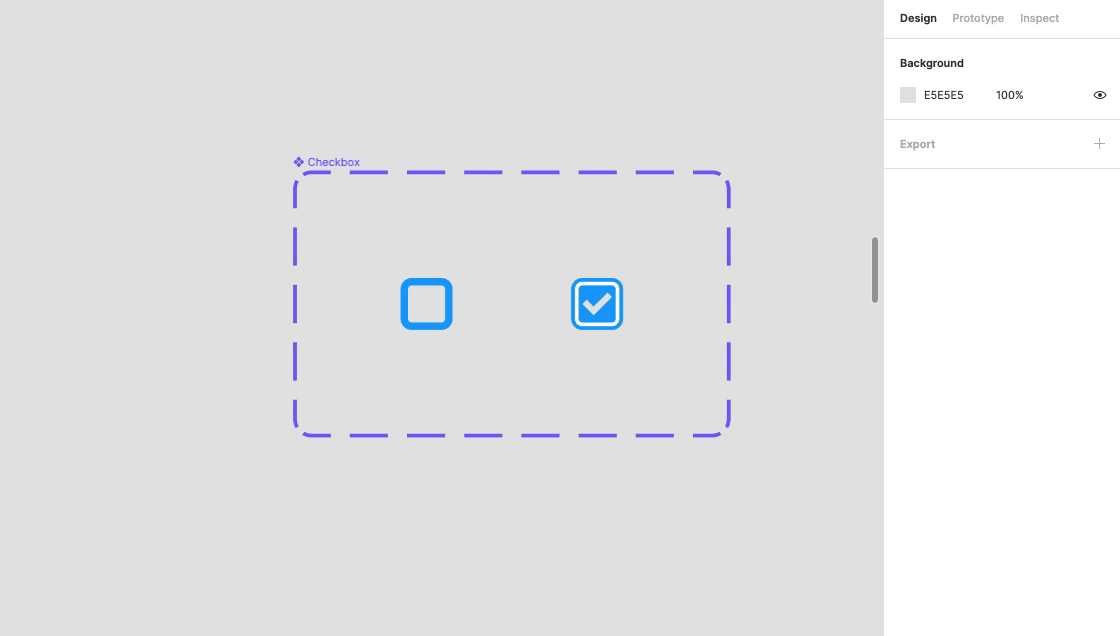 Design Prototype Inspect
Background
E5E5E5 100%
Export
Checkbox